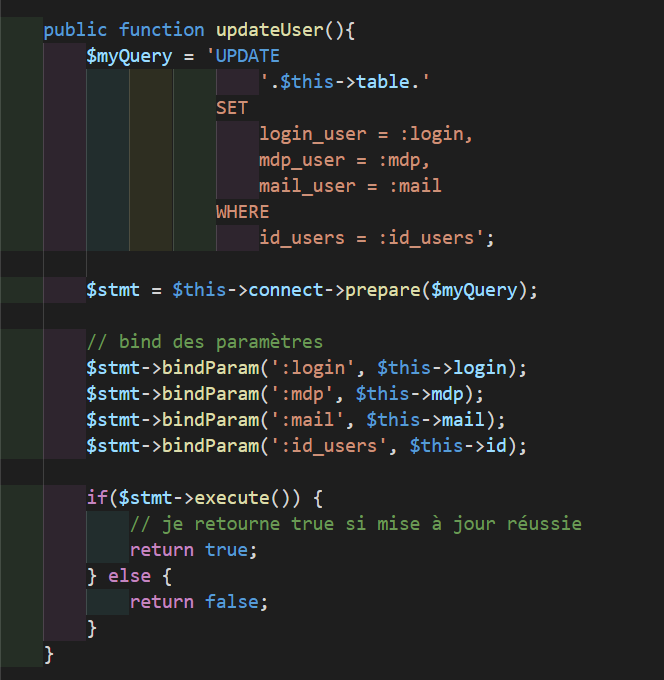 public function updateUser(){
$myQuery = 'UPDATE
'.$this->table.'
SET
login_user = :login,
mdp_user = :mdp,
mail_user = :mail
WHERE
id_users = :id_users';
$stmt = $this->connect->prepare($myQuery);
// bind des paramètres
$stmt->bindParam(':login', $this->login);
$stmt->bindParam(':mdp', $this->mdp);
$stmt->bindParam(':mail', $this->mail);
$stmt->bindParam(':id_users', $this->id);
if($stmt->execute()) {
// je retourne true si mise à jour réussie
return true;
} else {
return false;
}
}